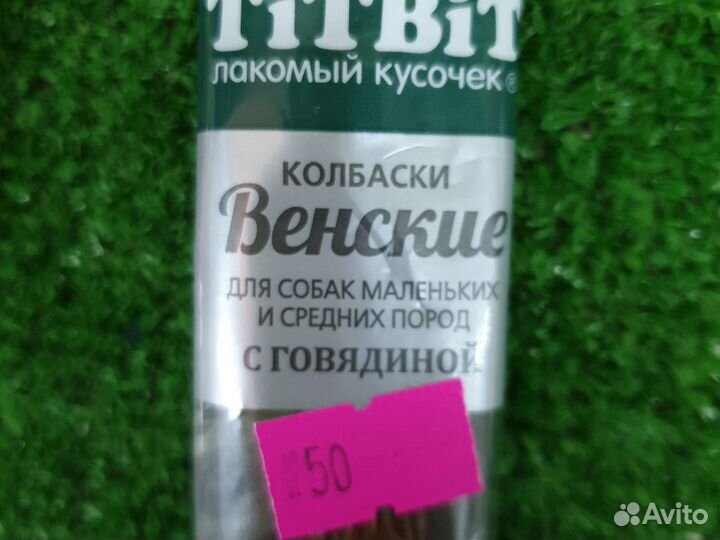 TiTBiT
лакомый кусочек®
КОЛБАСКИ
Венские
ДЛЯ СОБАК МАЛЕНЬКИХ
И СРЕДНИХ ПОРОД
С ГОВЯДИНОЙ
50
Avito